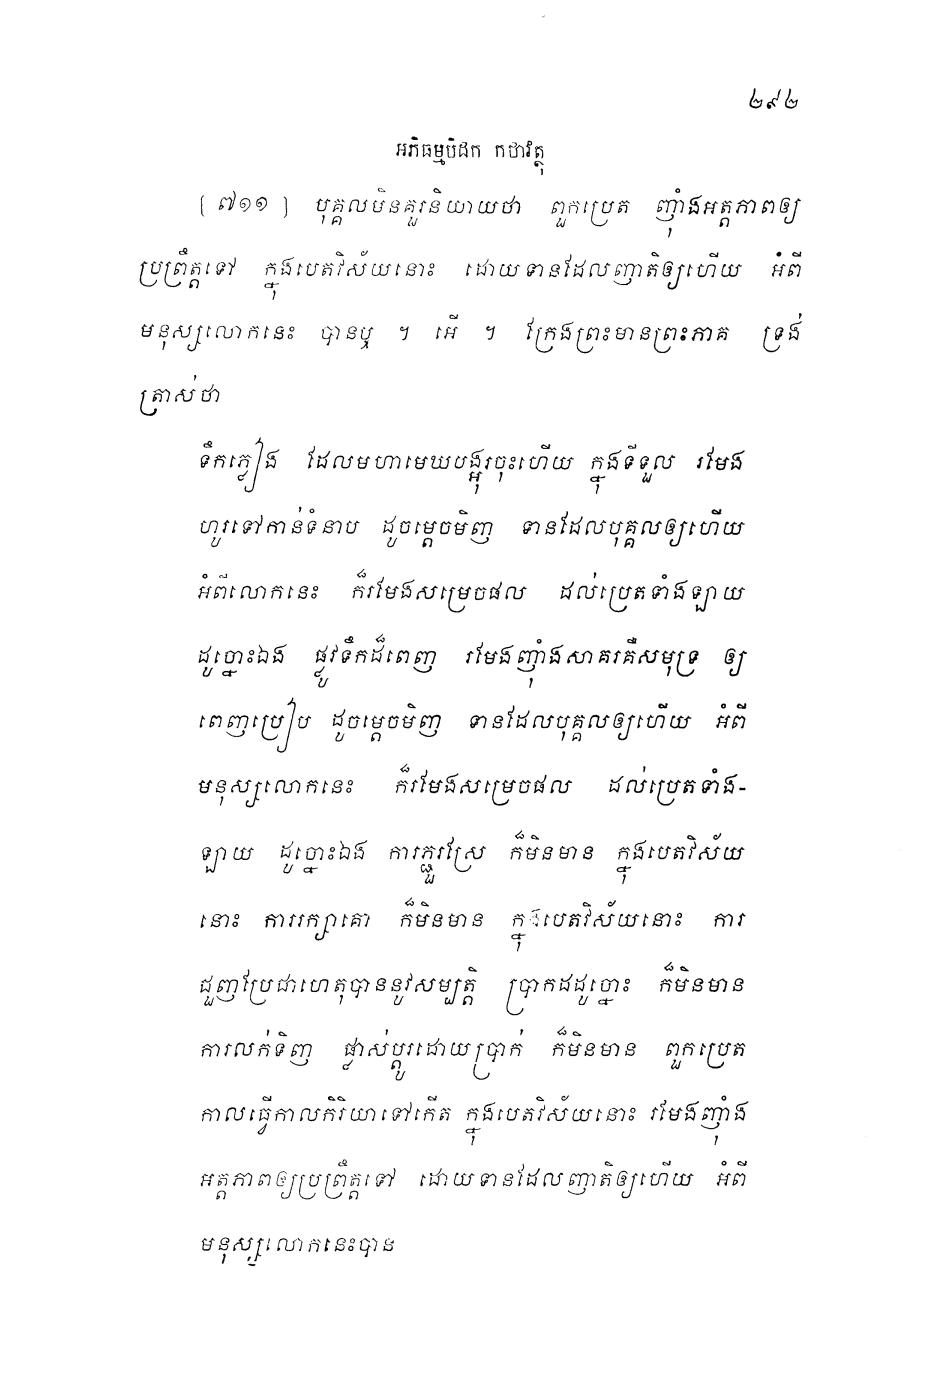 ២៩២
អភិធម្មបិដក កថាវត្ថុ
[ ៧១១ ] បុគ្គលមិនគួរនិយាយថា ពួកប្រេត ញ៉ាំងអត្តភាពឲ្យ
ប្រព្រឹត្តទៅ ក្នុងបេតវិស័យនោះ ដោយទានដែលញាតិឲ្យហើយ អំពី
មនុស្សលោកនេះ បានឬ ។ អើ ។ ក្រែងព្រះមានព្រះភាគ ទ្រង់
ត្រាស់ថា
ទឹកភ្លៀង ដែលមហាមេឃបង្អុរចុះហើយ ក្នុងទីទួល រមែង
ហូរទៅកាន់ទំនាប ដូចម្តេចមិញ ទានដែលបុគ្គលឲ្យហើយ
អំពីលោកនេះ ក៏រមែងសម្រេចផល ដល់ប្រេតទាំងឡាយ
ដូច្នោះឯង ផ្លូវទឹកដ៏ពេញ រមែងញ៉ាំងសាគរគឺសមុទ្រ ឲ្យ
ពេញប្រៀប ដូចម្តេចមិញ ទានដែលបុគ្គលឲ្យហើយ អំពី
មនុស្សលោកនេះ ក៏រមែងសម្រេចផល ដល់ប្រេតទាំង-
ឡាយ ដូច្នោះឯង ការភ្ជួរស្រែ ក៏មិនមាន ក្នុងបេតវិស័យ
នោះ ការរក្សាគោ ក៏មិនមាន ក្នុងបេតវិស័យនោះ ការ
ជួញប្រែជាហេតុបាននូវសម្បត្តិ ប្រាកដដូច្នោះ ក៏មិនមាន
ការលក់ទិញ ផ្លាស់ប្តូរដោយប្រាក់ ក៏មិនមាន ពួកប្រេត
កាលធ្វើកាលកិរិយាទៅកើត ក្នុងបេតវិស័យនោះ រមែងញ៉ាំង
អត្តភាពឲ្យប្រព្រឹត្តទៅ ដោយទានដែលញាតិឲ្យហើយ អំពី
មនុស្សលោកនេះបាន